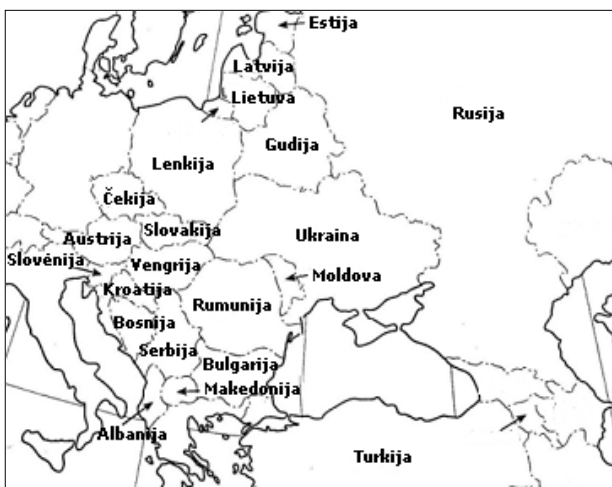 Estija
Latvija
Lietuva
Rusija
Gudija
Lenkija
Čekija
Slovakija
Austrija
Ukraina
Slovėnija
Vengrija
Moldova
Kroatija
Rumunija
Bosnija
Serbija
Bulgarija
Makedonija
Albanija
Turkija